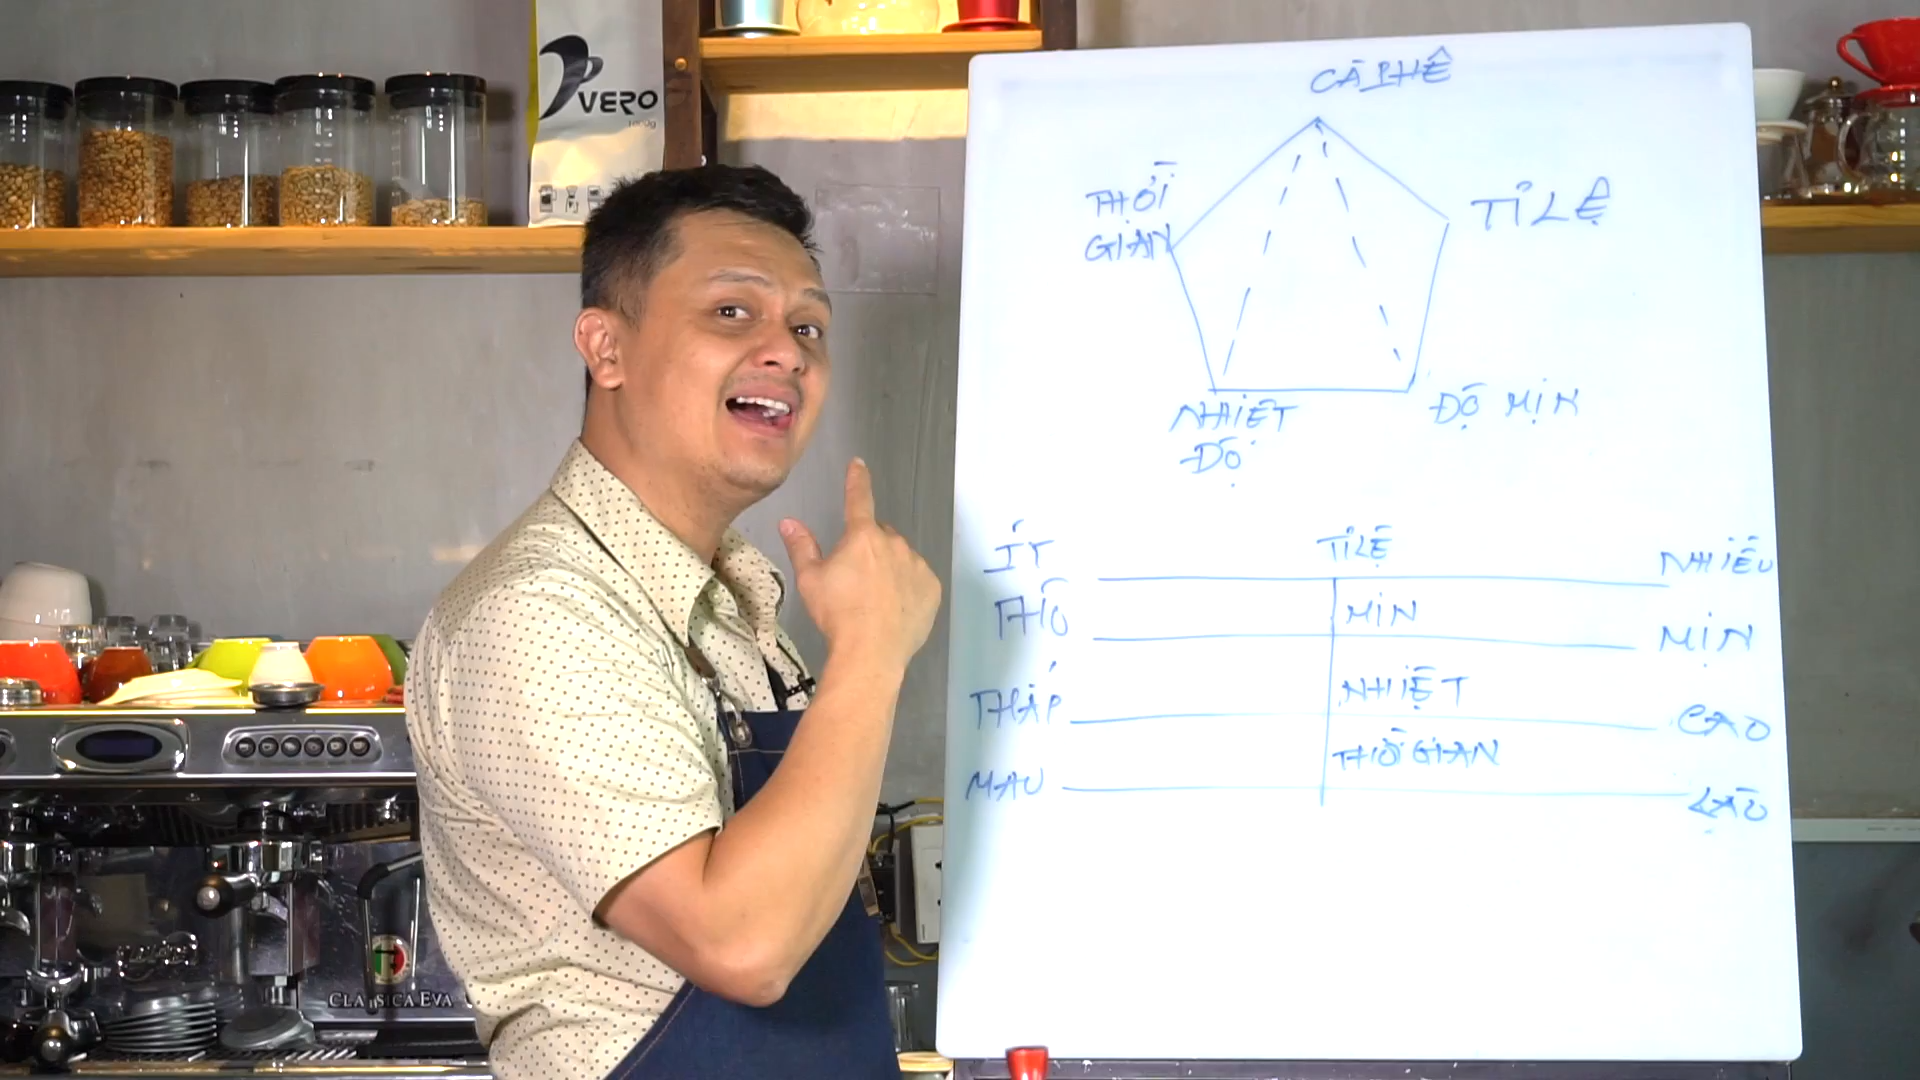 VERO
CÀ PHÊ
THỜI
GIAN
TỈ LỆ
NHIỆT
ĐỘ
ĐỘ MỊN
ÍT
TỈ LỆ
NHIỀU
THÔ
MỊN
MỊN
THẤP
NHIỆT
CAO
THỜI GIAN
MAU
LÂU
CLASSICA EVA